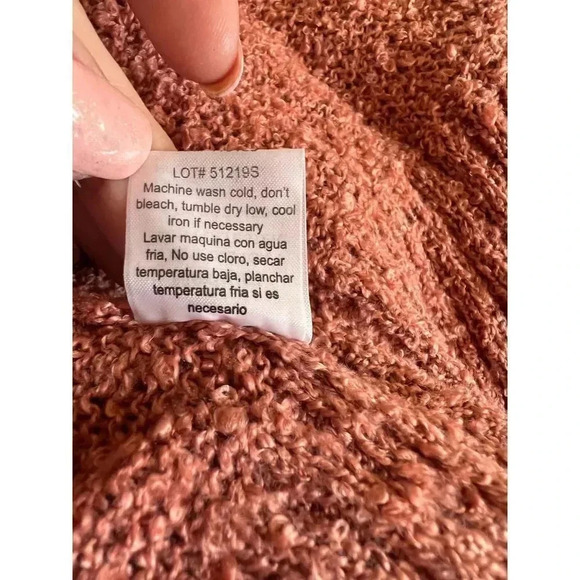 LOT# 51219S
Machine wasn cold, don't
bleach, tumble dry low, cool
iron if necessary
Lavar maquina con agua
fria, No use cloro, secar
temperatura baja, planchar
temperatura fria si es
necesario